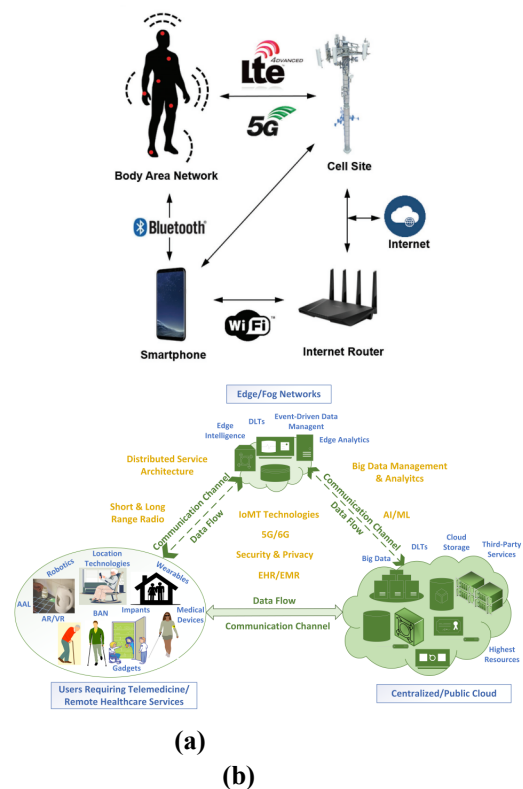 4DVANCED
Lte
5G
Body Area Network
Cell Site
Bluetooth®
Internet
Wi Fi™
Smartphone
Internet Router
Edge/Fog Networks
Edge
Intelligence
DLTs
Event-Driven Data
Managent
Edge Analytics
Distributed Service
Architecture
Big Data Management
& Analyitcs
Communication Channel
Data Flow
Communication Channel
Data Flow
Short & Long
Range Radio
IoMT Technologies
AI/ML
5G/6G
Security & Privacy
EHR/EMR
Robotics
Location
Technologies
Wearables
AAL
AR/VR
BAN
Impants
Medical
Devices
Gadgets
Data Flow
Communication Channel
Big Data
DLTs
Cloud
Storage
Third-Party
Services
Highest
Resources
Users Requiring Telemedicine/
Remote Healthcare Services
Centralized/Public Cloud
(a)
(b)